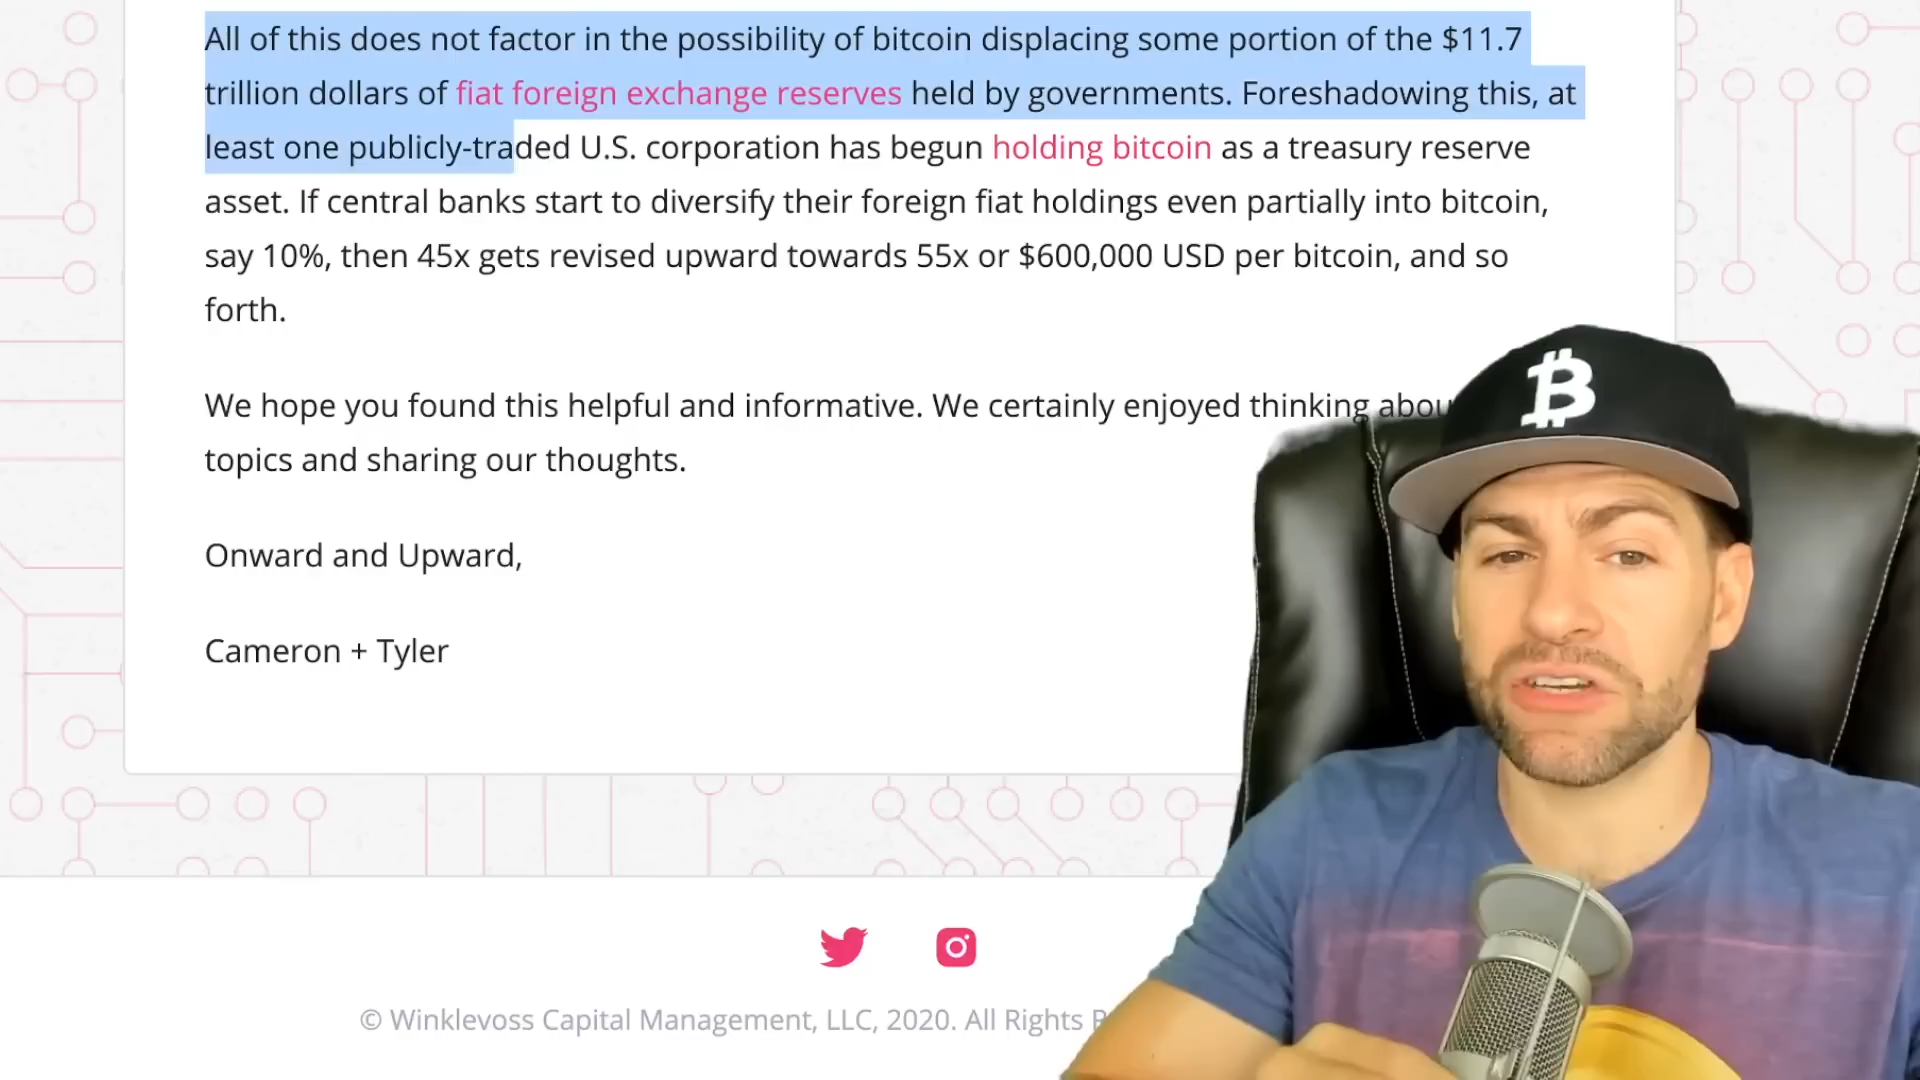 All of this does not factor in the possibility of bitcoin displacing some portion of the $11.7
trillion dollars of fiat foreign exchange reserves held by governments. Foreshadowing this, at
least one publicly-traded U.S. corporation has begun holding bitcoin as a treasury reserve
asset. If central banks start to diversify their foreign fiat holdings even partially into bitcoin,
say 10%, then 45x gets revised upward towards 55x or $600,000 USD per bitcoin, and so
forth.
We hope you found this helpful and informative. We certainly enjoyed thinking
topics and sharing our thoughts.
Onward and Upward,
Cameron + Tyler
© Winklevoss Capital Management, LLC, 2020. All Rights